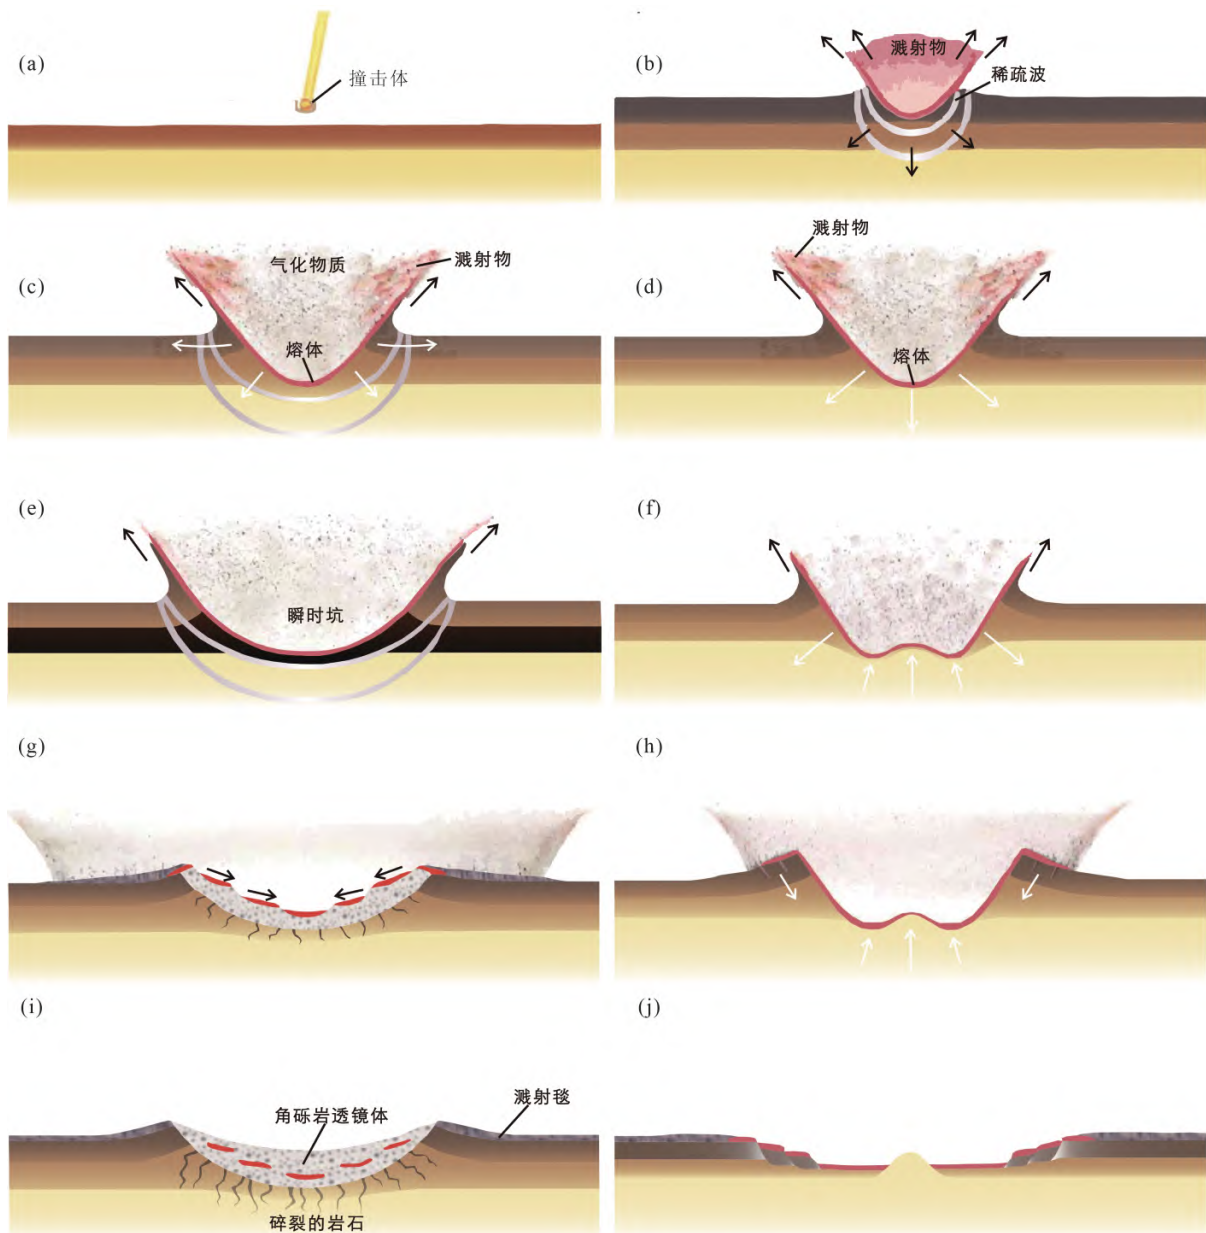 (a)
撞击体
(b)
溅射物
稀疏波
(c)
气化物质
溅射物
熔体
(d)
溅射物
熔体
(e)
瞬时坑
(f)
(g)
(h)
(i)
角砾岩透镜体
溅射毯
碎裂的岩石
(j)